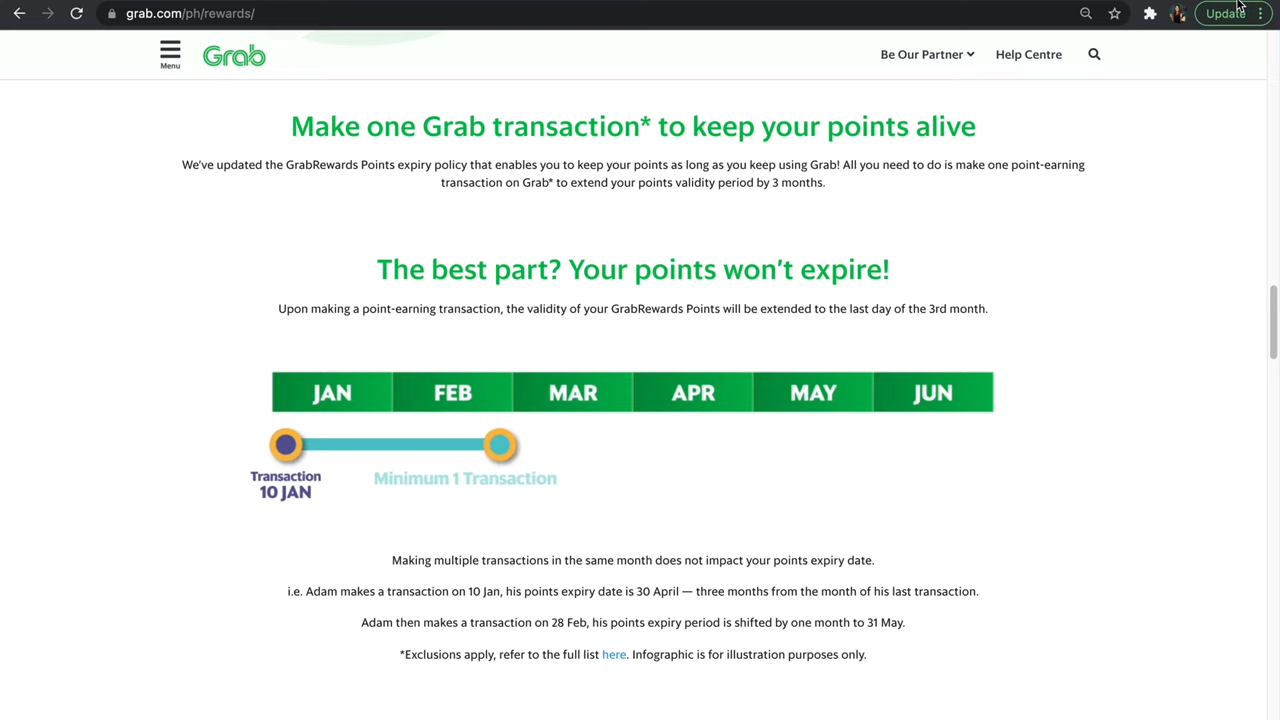 grab.com/ph/rewards/
Update
Menu
Grab
Be Our Partner
Help Centre
Make one Grab transaction* to keep your points alive
We've updated the GrabRewards Points expiry policy that enables you to keep your points as long as you keep using Grab! All you need to do is make one point-earning
transaction on Grab* to extend your points validity period by 3 months.
The best part? Your points won't expire!
Upon making a point-earning transaction, the validity of your GrabRewards Points will be extended to the last day of the 3rd month.
JAN FEB MAR APR MAY JUN
Transaction
10 JAN
Minimum 1 Transaction
Making multiple transactions in the same month does not impact your points expiry date.
i.e. Adam makes a transaction on 10 Jan, his points expiry date is 30 April — three months from the month of his last transaction.
Adam then makes a transaction on 28 Feb, his points expiry period is shifted by one month to 31 May.
*Exclusions apply, refer to the full list here. Infographic is for illustration purposes only.